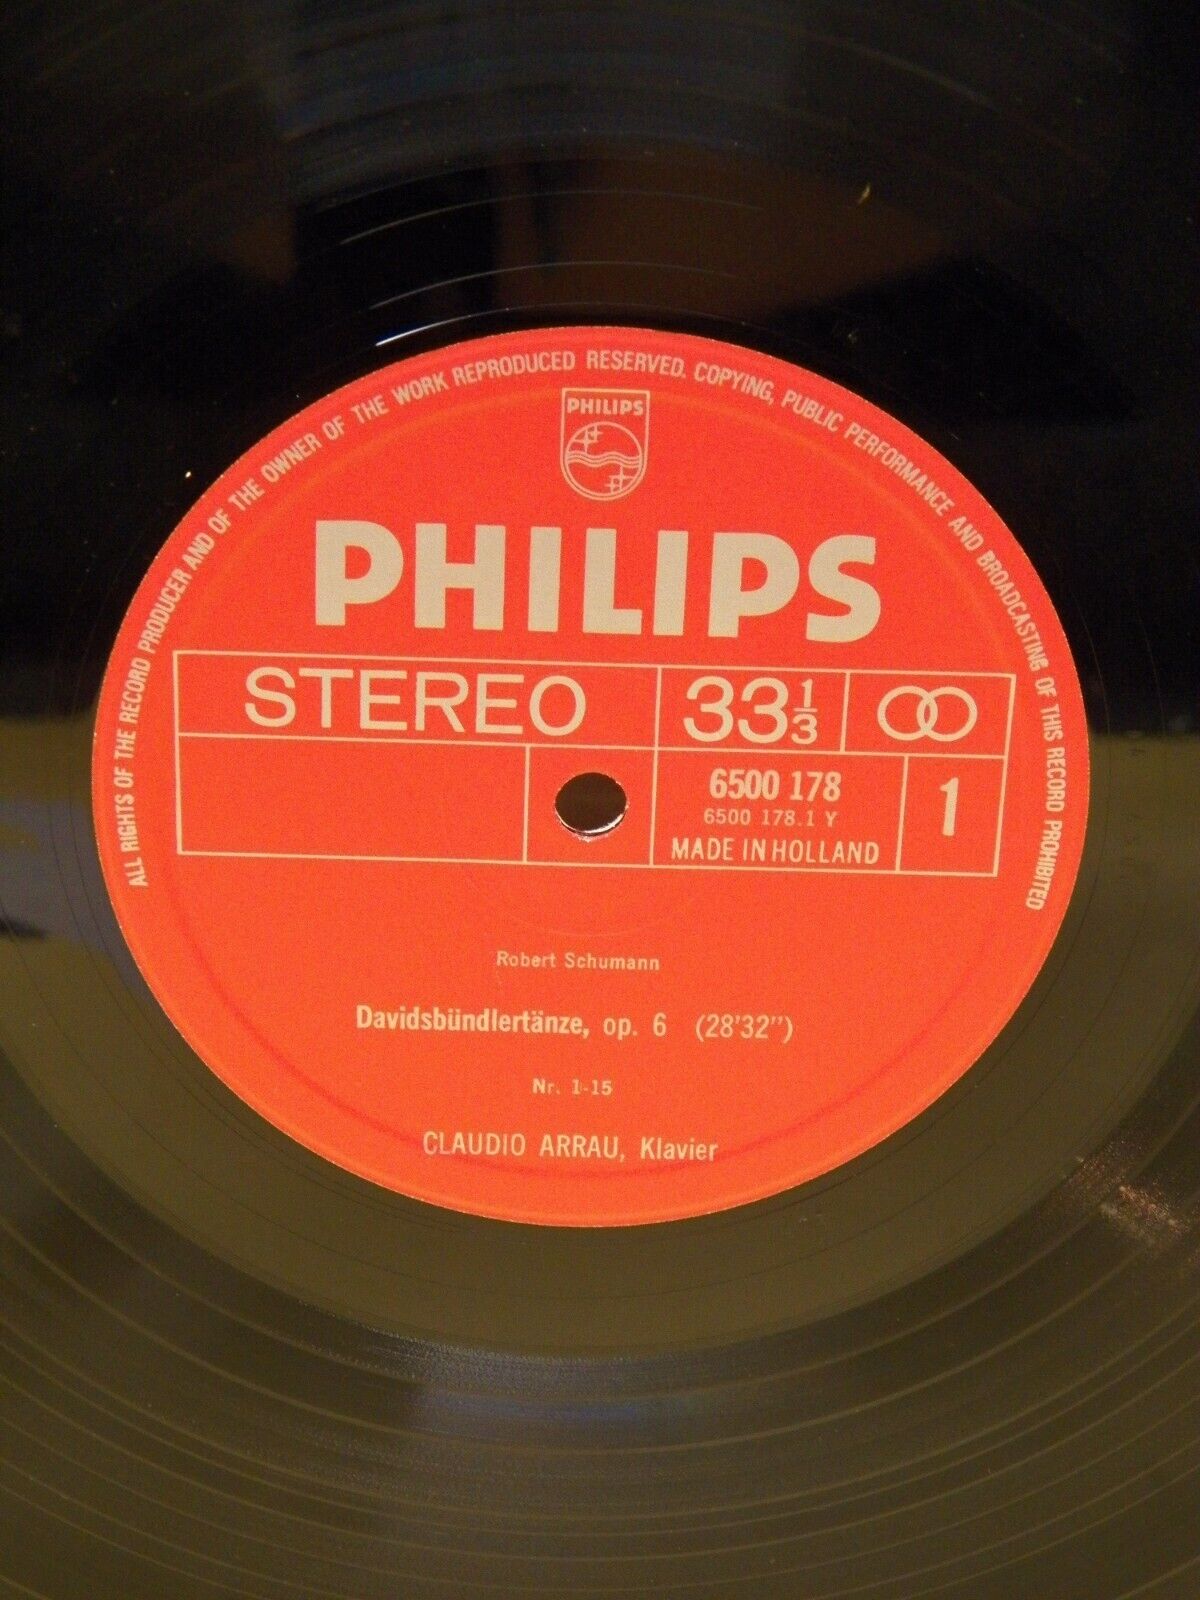 ALL RIGHTS OF THE RECORD PRODUCER AND OF THE OWNER OF THE WORK REPRODUCED RESERVED. COPYING, PUBLIC PERFORMANCE AND BROADCASTING OF THIS RECORD PROHIBITED
PHILIPS
PHILIPS
STEREO 33 1/3
6500 178 1
6500 178.1 Y
MADE IN HOLLAND
Robert Schumann
Davidsbündlertänze, op. 6 (28'32")
Nr. 1-15
CLAUDIO ARRAU, Klavier